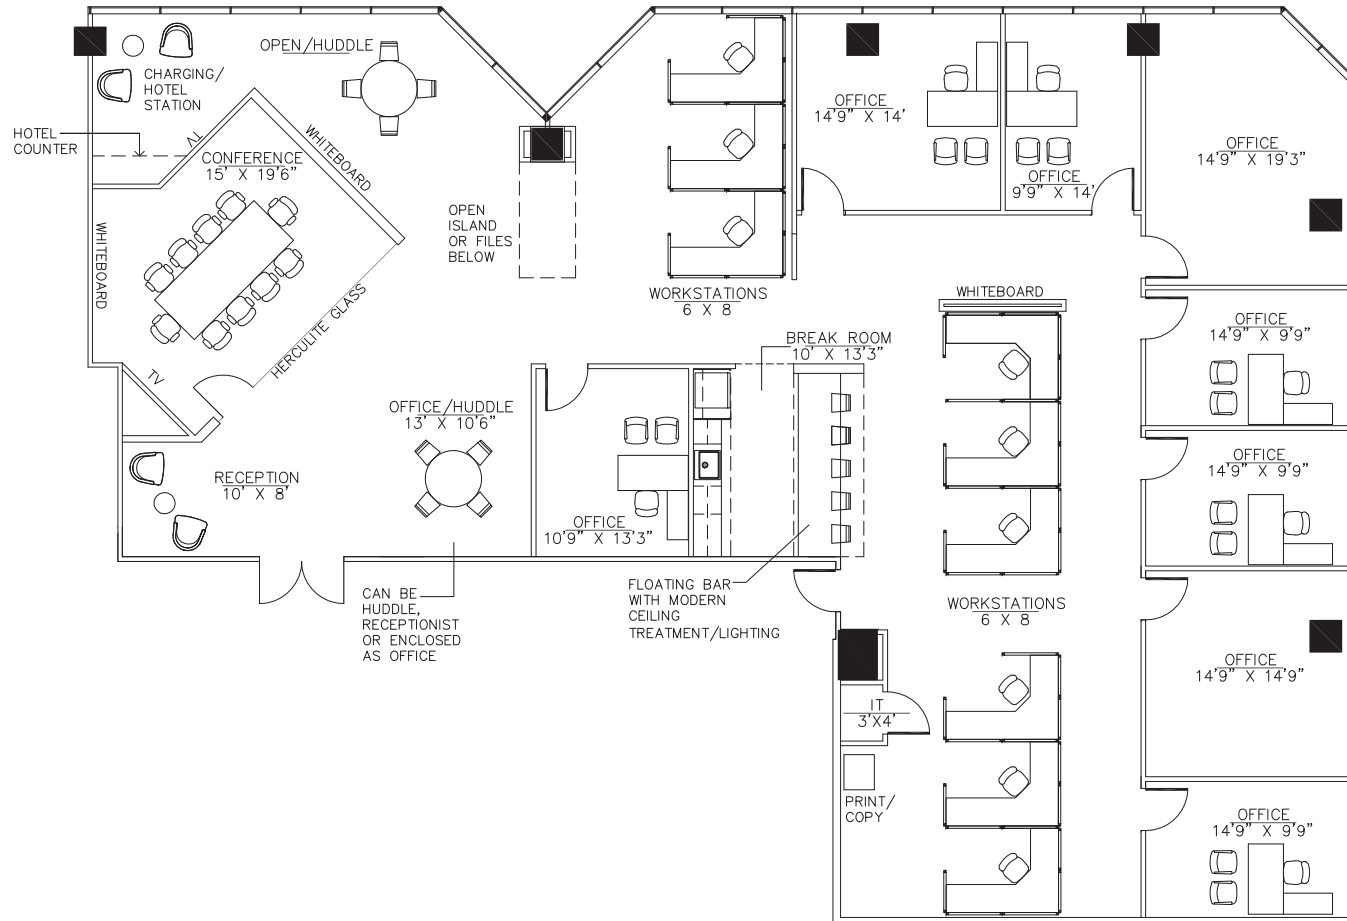 OPEN/HUDDLE
CHARGING/
HOTEL
STATION
HOTEL
COUNTER
TV
WHITEBOARD
CONFERENCE
15' X 19'6"
WHITEBOARD
HERCULITE GLASS
TV
OPEN
ISLAND
OR FILES
BELOW
WORKSTATIONS
6 X 8
OFFICE
14'9" X 14'
OFFICE
9'9" X 14'
OFFICE
14'9" X 19'3"
WHITEBOARD
OFFICE
14'9" X 9'9"
BREAK ROOM
10' X 13'3"
OFFICE/HUDDLE
13' X 10'6"
RECEPTION
10' X 8'
OFFICE
10'9" X 13'3"
OFFICE
14'9" X 9'9"
CAN BE
HUDDLE,
RECEPTIONIST
OR ENCLOSED
AS OFFICE
FLOATING BAR
WITH MODERN
CEILING
TREATMENT/LIGHTING
WORKSTATIONS
6 X 8
OFFICE
14'9" X 14'9"
IT
3'X4'
PRINT/
COPY
OFFICE
14'9" X 9'9"